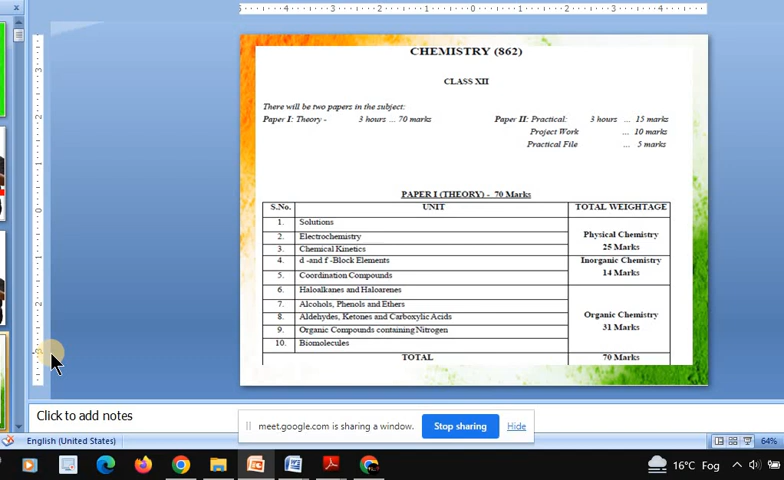 CHEMISTRY (862)
CLASS XII
There will be two papers in the subject:
Paper I: Theory - 3 hours ... 70 marks
Paper II: Practical: 3 hours ... 15 marks
Project Work ... 10 marks
Practical File ... 5 marks
PAPER I (THEORY) - 70 Marks
S.No. UNIT TOTAL WEIGHTAGE
1. Solutions
2. Electrochemistry
3. Chemical Kinetics
Physical Chemistry
25 Marks
4. d -and f -Block Elements
5. Coordination Compounds
Inorganic Chemistry
14 Marks
6. Haloalkanes and Haloarenes
7. Alcohols, Phenols and Ethers
8. Aldehydes, Ketones and Carboxylic Acids
9. Organic Compounds containing Nitrogen
10. Biomolecules
Organic Chemistry
31 Marks
TOTAL 70 Marks
Click to add notes
meet.google.com is sharing a window. Stop sharing Hide
English (United States) 64%
16°C Fog